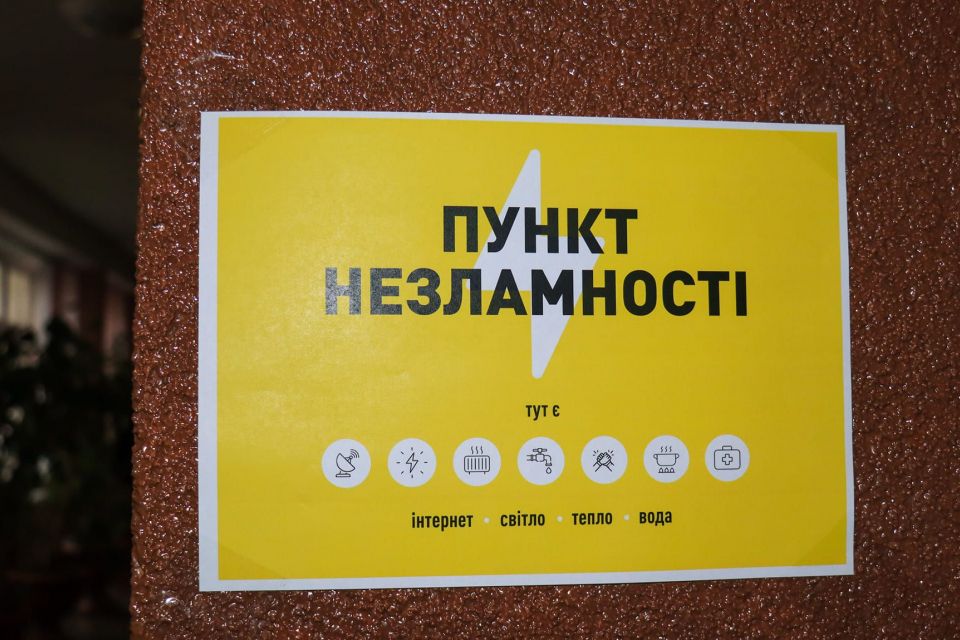 ПУНКТ
НЕЗЛАМНОСТІ
тут є
інтернет • світло • тепло • вода